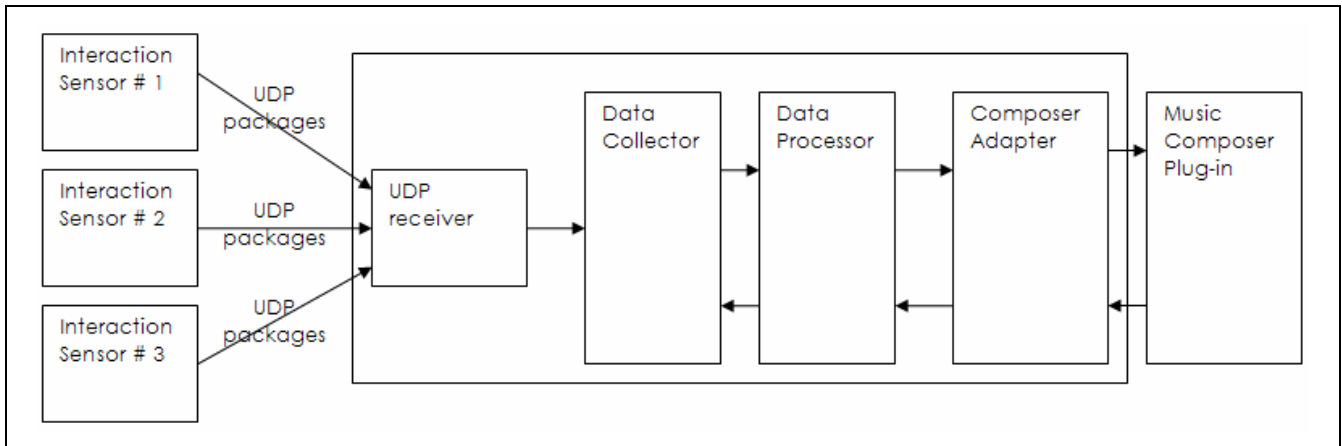 Interaction
Sensor # 1
UDP
packages
Interaction
Sensor # 2
UDP
packages
Interaction
Sensor # 3
UDP
packages
UDP
receiver
Data
Collector
Data
Processor
Composer
Adapter
Music
Composer
Plug-in